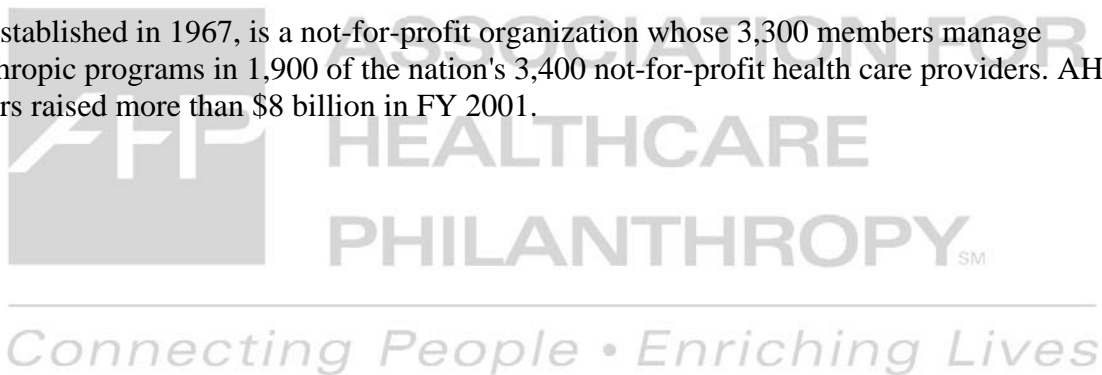 stablished in 1967, is a not-for-profit organization whose 3,300 members manage
hropic programs in 1,900 of the nation's 3,400 not-for-profit health care providers. AH
rs raised more than $8 billion in FY 2001.
ASSOCIATION FOR
AHP
HEALTHCARE
PHILANTHROPY SM
Connecting People • Enriching Lives